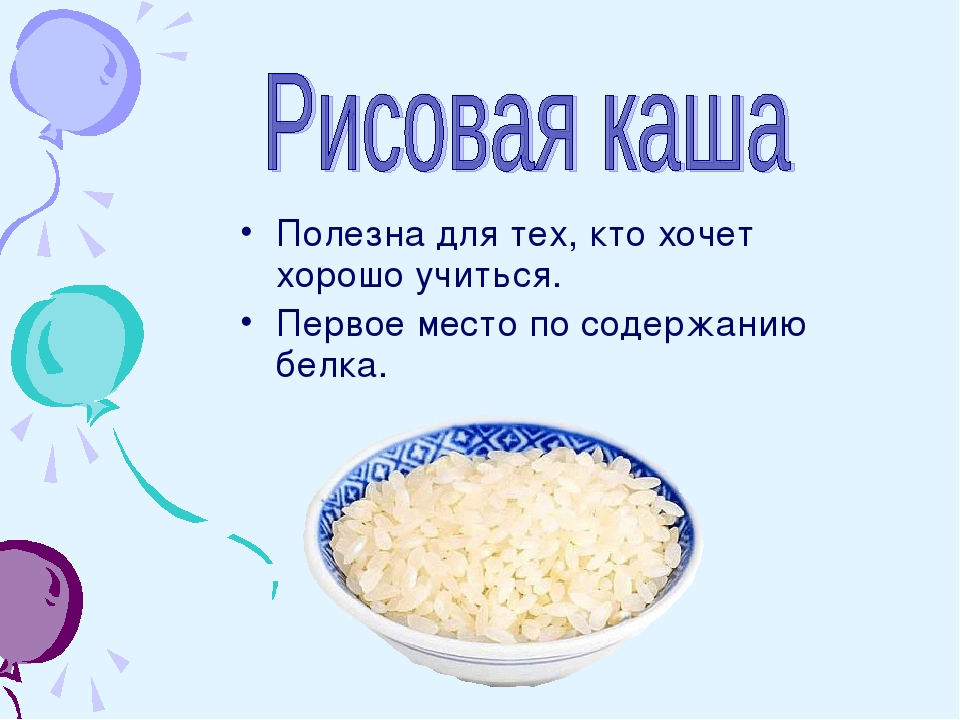 Рисовая каша
• Полезна для тех, кто хочет
хорошо учиться.
• Первое место по содержанию
белка.